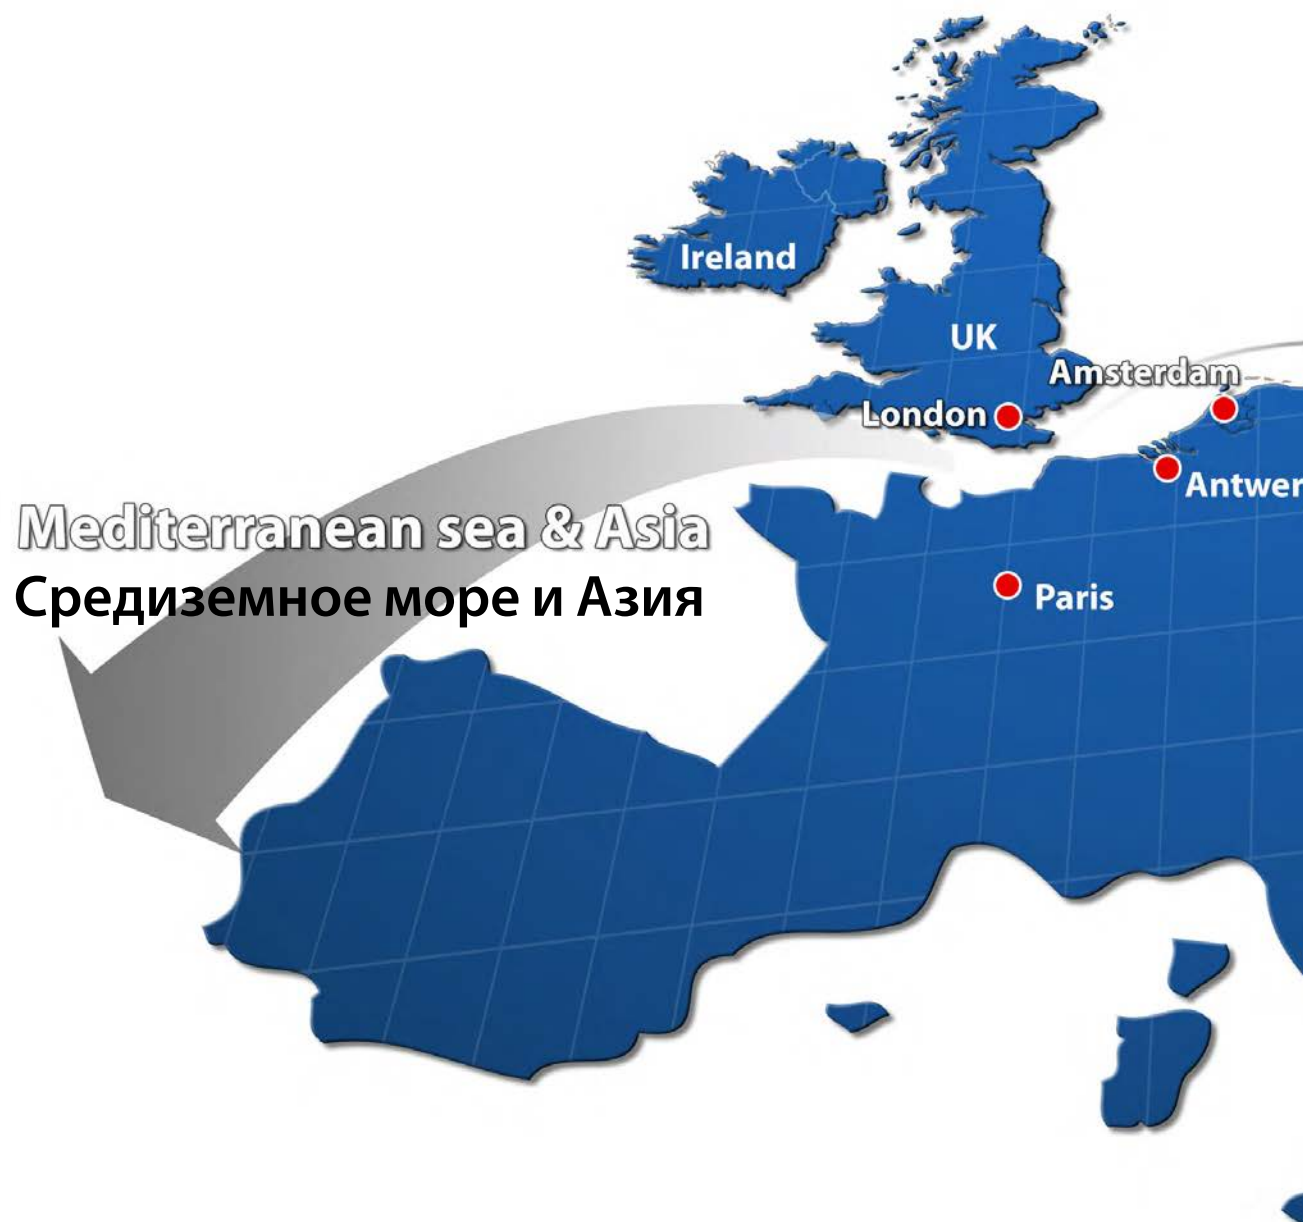 Ireland
UK
Amsterdam
London
Antwer
Mediterranean sea & Asia
Средиземное море и Азия
Paris